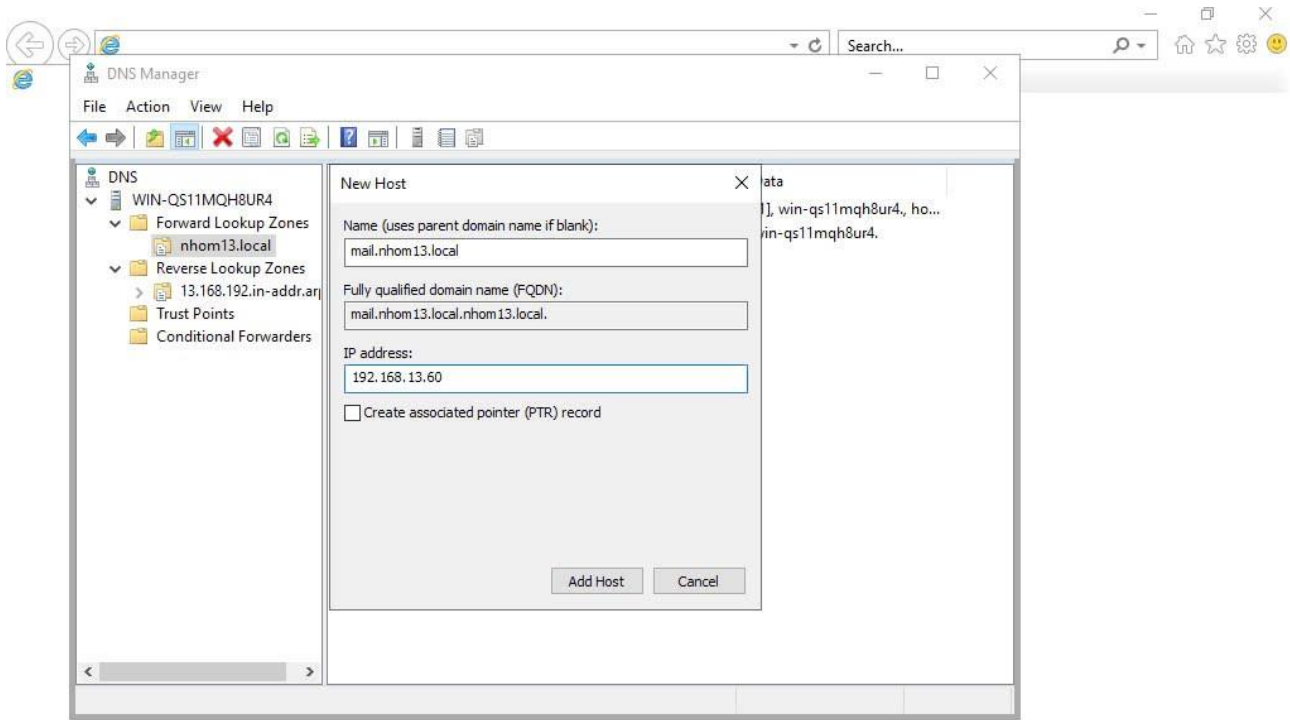 Search...
DNS Manager
File Action View Help
DNS
WIN-QS11MQH8UR4
Forward Lookup Zones
nhom13.local
Reverse Lookup Zones
13.168.192.in-addr.arp
Trust Points
Conditional Forwarders
New Host
Name (uses parent domain name if blank):
mail.nhom13.local
Fully qualified domain name (FQDN):
mail.nhom13.local.nhom13.local.
IP address:
192.168.13.60
Create associated pointer (PTR) record
Add Host Cancel
ata
1], win-qs11mqh8ur4., ho...
vin-qs11mqh8ur4.